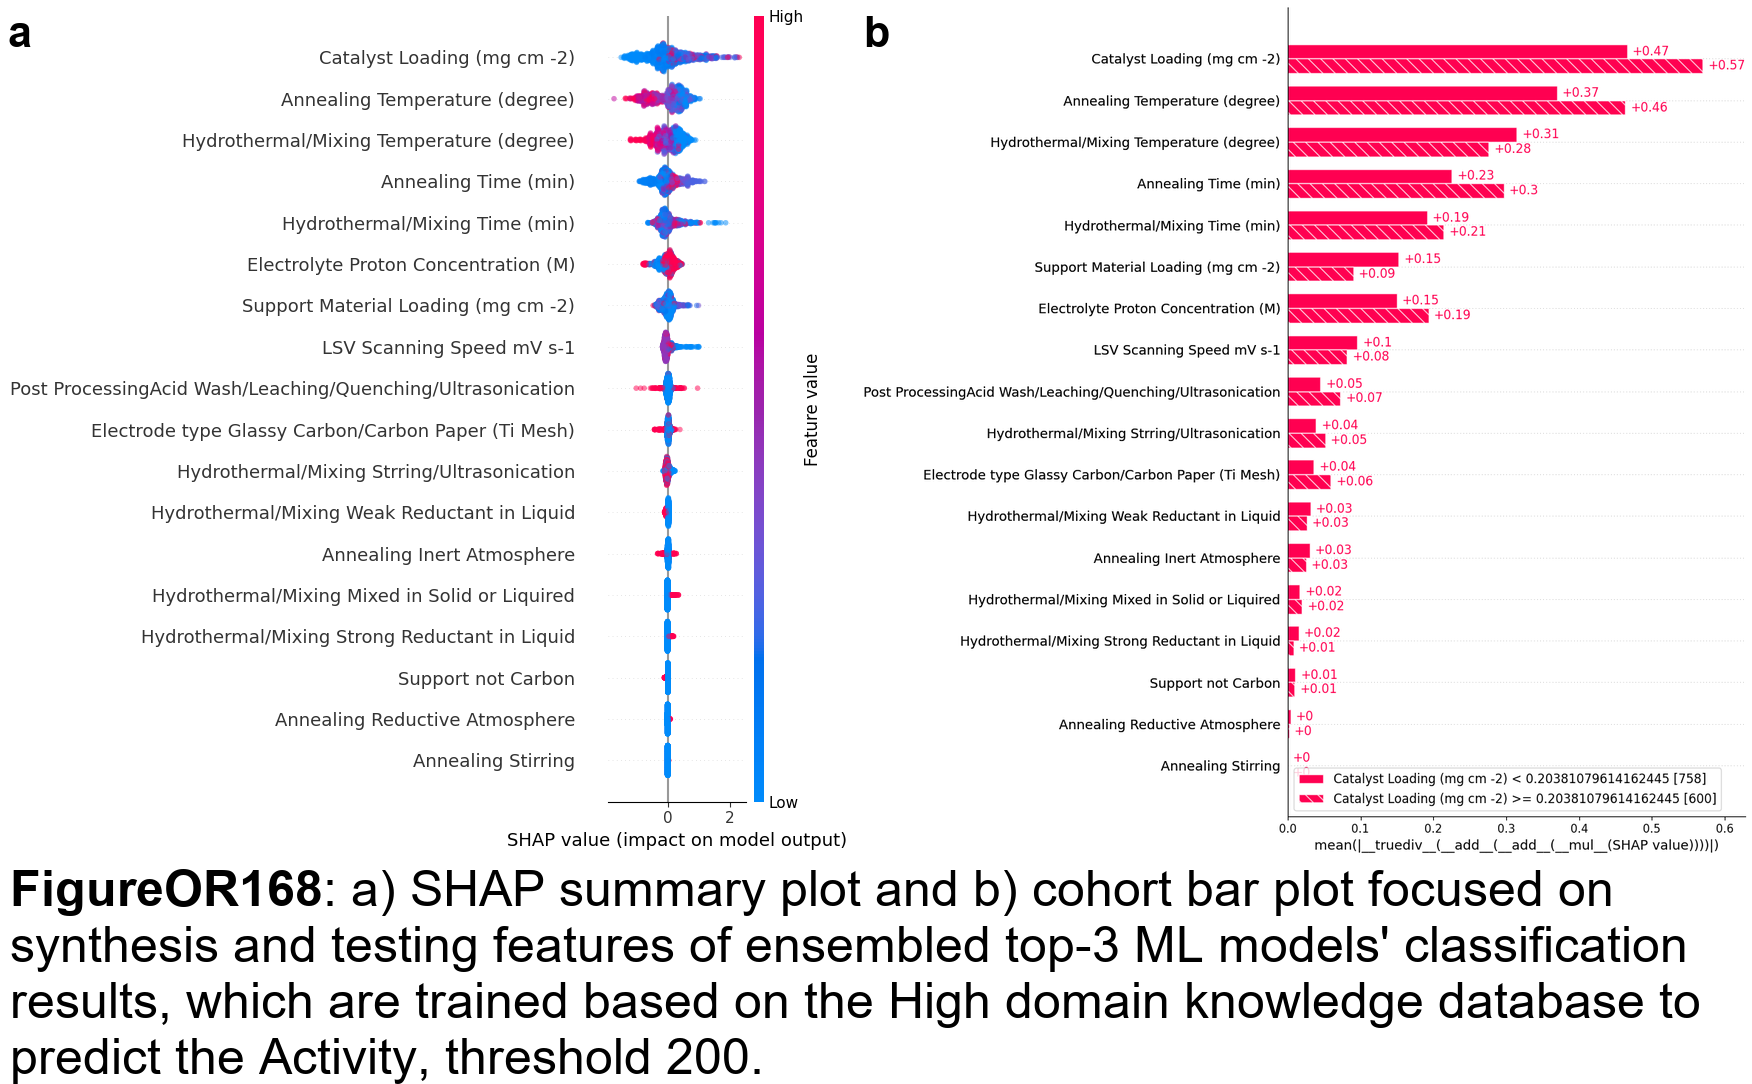 a
High
Catalyst Loading (mg cm -2)
Annealing Temperature (degree)
Hydrothermal/Mixing Temperature (degree)
Annealing Time (min)
Hydrothermal/Mixing Time (min)
Electrolyte Proton Concentration (M)
Support Material Loading (mg cm -2)
LSV Scanning Speed mV s-1
Post ProcessingAcid Wash/Leaching/Quenching/Ultrasonication
Electrode type Glassy Carbon/Carbon Paper (Ti Mesh)
Hydrothermal/Mixing Strring/Ultrasonication
Hydrothermal/Mixing Weak Reductant in Liquid
Annealing Inert Atmosphere
Hydrothermal/Mixing Mixed in Solid or Liquired
Hydrothermal/Mixing Strong Reductant in Liquid
Support not Carbon
Annealing Reductive Atmosphere
Annealing Stirring
Feature value
Low
0 2
SHAP value (impact on model output)
b
Catalyst Loading (mg cm -2) +0.47
+0.57
Annealing Temperature (degree) +0.37
+0.46
Hydrothermal/Mixing Temperature (degree) +0.31
+0.28
Annealing Time (min) +0.23
+0.3
Hydrothermal/Mixing Time (min) +0.19
+0.21
Support Material Loading (mg cm -2) +0.15
+0.09
Electrolyte Proton Concentration (M) +0.15
+0.19
LSV Scanning Speed mV s-1 +0.1
+0.08
Post ProcessingAcid Wash/Leaching/Quenching/Ultrasonication +0.05
+0.07
Hydrothermal/Mixing Strring/Ultrasonication +0.04
+0.05
Electrode type Glassy Carbon/Carbon Paper (Ti Mesh) +0.04
+0.06
Hydrothermal/Mixing Weak Reductant in Liquid +0.03
+0.03
Annealing Inert Atmosphere +0.03
+0.03
Hydrothermal/Mixing Mixed in Solid or Liquired +0.02
+0.02
Hydrothermal/Mixing Strong Reductant in Liquid +0.02
+0.01
Support not Carbon +0.01
+0.01
Annealing Reductive Atmosphere +0
+0
Annealing Stirring +0
+0
Catalyst Loading (mg cm -2) < 0.20381079614162445 [758]
Catalyst Loading (mg cm -2) >= 0.20381079614162445 [600]
0.0 0.1 0.2 0.3 0.4 0.5 0.6
mean(|__truediv__(__add__(__add__(__mul__(SHAP value))))|)
FigureOR168: a) SHAP summary plot and b) cohort bar plot focused on
synthesis and testing features of ensembled top-3 ML models' classification
results, which are trained based on the High domain knowledge database to
predict the Activity, threshold 200.